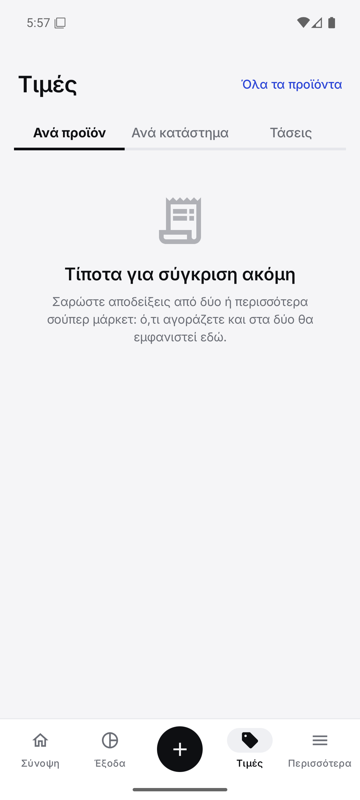 5:57
Τιμές
Όλα τα προϊόντα
Ανά προϊόν
Ανά κατάστημα
Τάσεις
Τίποτα για σύγκριση ακόμη
Σαρώστε αποδείξεις από δύο ή περισσότερα
σούπερ μάρκετ: ό,τι αγοράζετε και στα δύο θα
εμφανιστεί εδώ.
Σύνοψη
Έξοδα
Τιμές
Περισσότερα